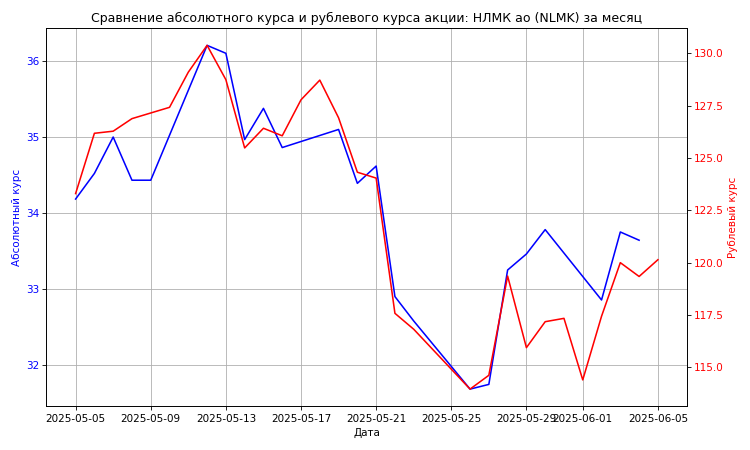 Сравнение абсолютного курса и рублевого курса акции: НЛМК ао (NLMK) за месяц
Абсолютный курс
36
35
34
33
32
130.0
127.5
125.0
122.5
120.0
117.5
115.0
Рублевый курс
2025-05-05 2025-05-09 2025-05-13 2025-05-17 2025-05-21 2025-05-25 2025-05-29 2025-06-01 2025-06-05
Дата